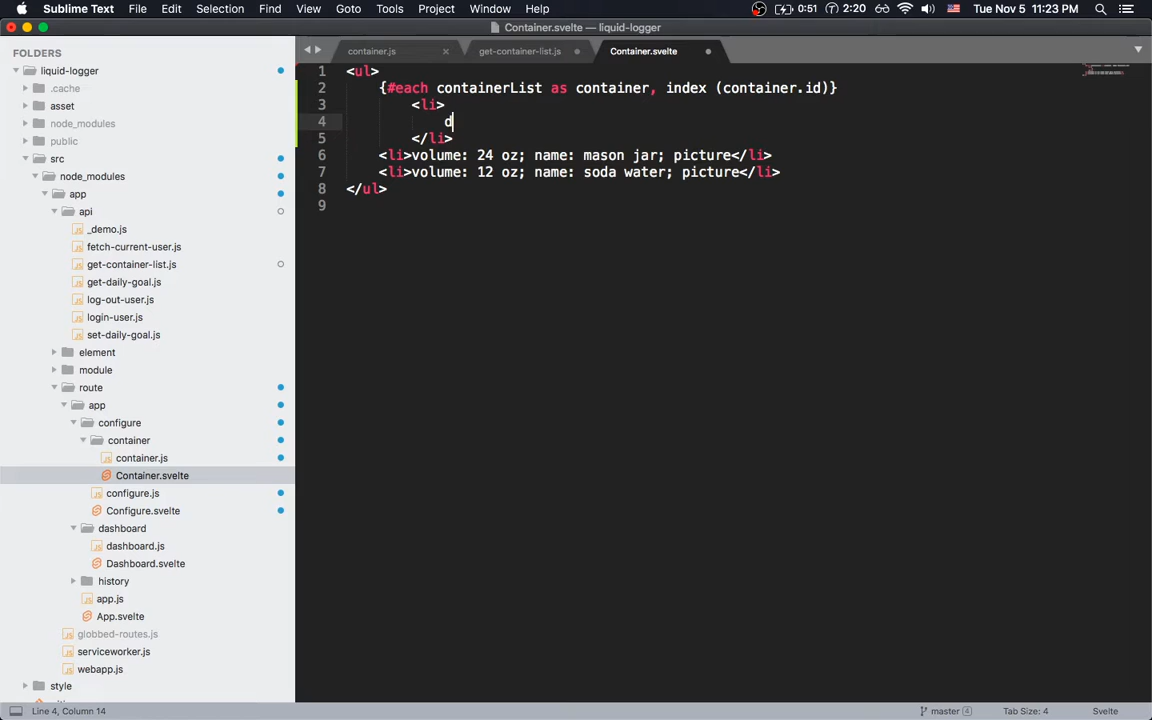 Sublime Text File Edit Selection Find View Goto Tools Project Window Help 0:51 2:20 Tue Nov 5 11:23 PM
Container.svelte — liquid-logger
FOLDERS
container.js × get-container-list.js Container.svelte
liquid-logger
.cache
asset
node_modules
public
src
node_modules
app
api
_demo.js
fetch-current-user.js
get-container-list.js
get-daily-goal.js
log-out-user.js
login-user.js
set-daily-goal.js
element
module
route
app
configure
container
container.js
Container.svelte
configure.js
Configure.svelte
dashboard
dashboard.js
Dashboard.svelte
history
app.js
App.svelte
globbed-routes.js
serviceworker.js
webapp.js
style
1 <ul>
2 {#each containerList as container, index (container.id)}
3 <li>
4 d
5 </li>
6 <li>volume: 24 oz; name: mason jar; picture</li>
7 <li>volume: 12 oz; name: soda water; picture</li>
8 </ul>
9
Line 4, Column 14 master 4 Tab Size: 4 Svelte